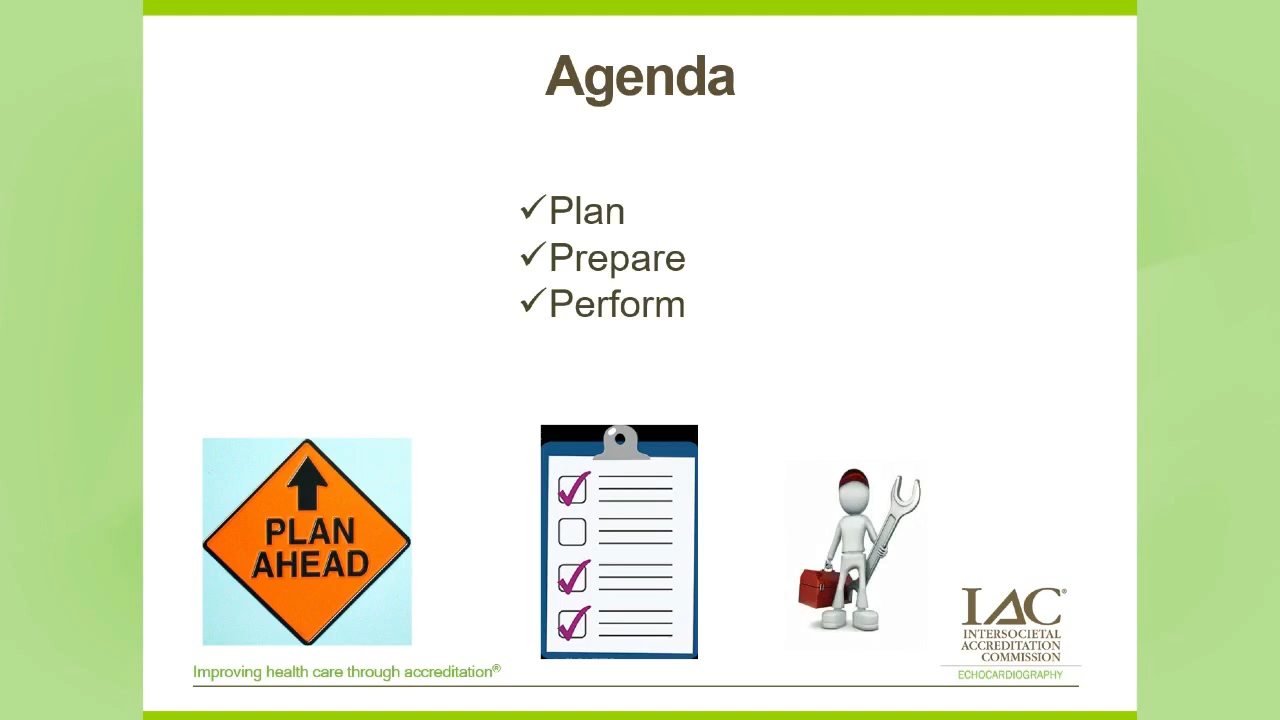 Agenda
✓Plan
✓Prepare
✓Perform
PLAN
AHEAD
IAC®
INTERSOCIETAL
ACCREDITATION
COMMISSION
ECHOCARDIOGRAPHY
Improving health care through accreditation®